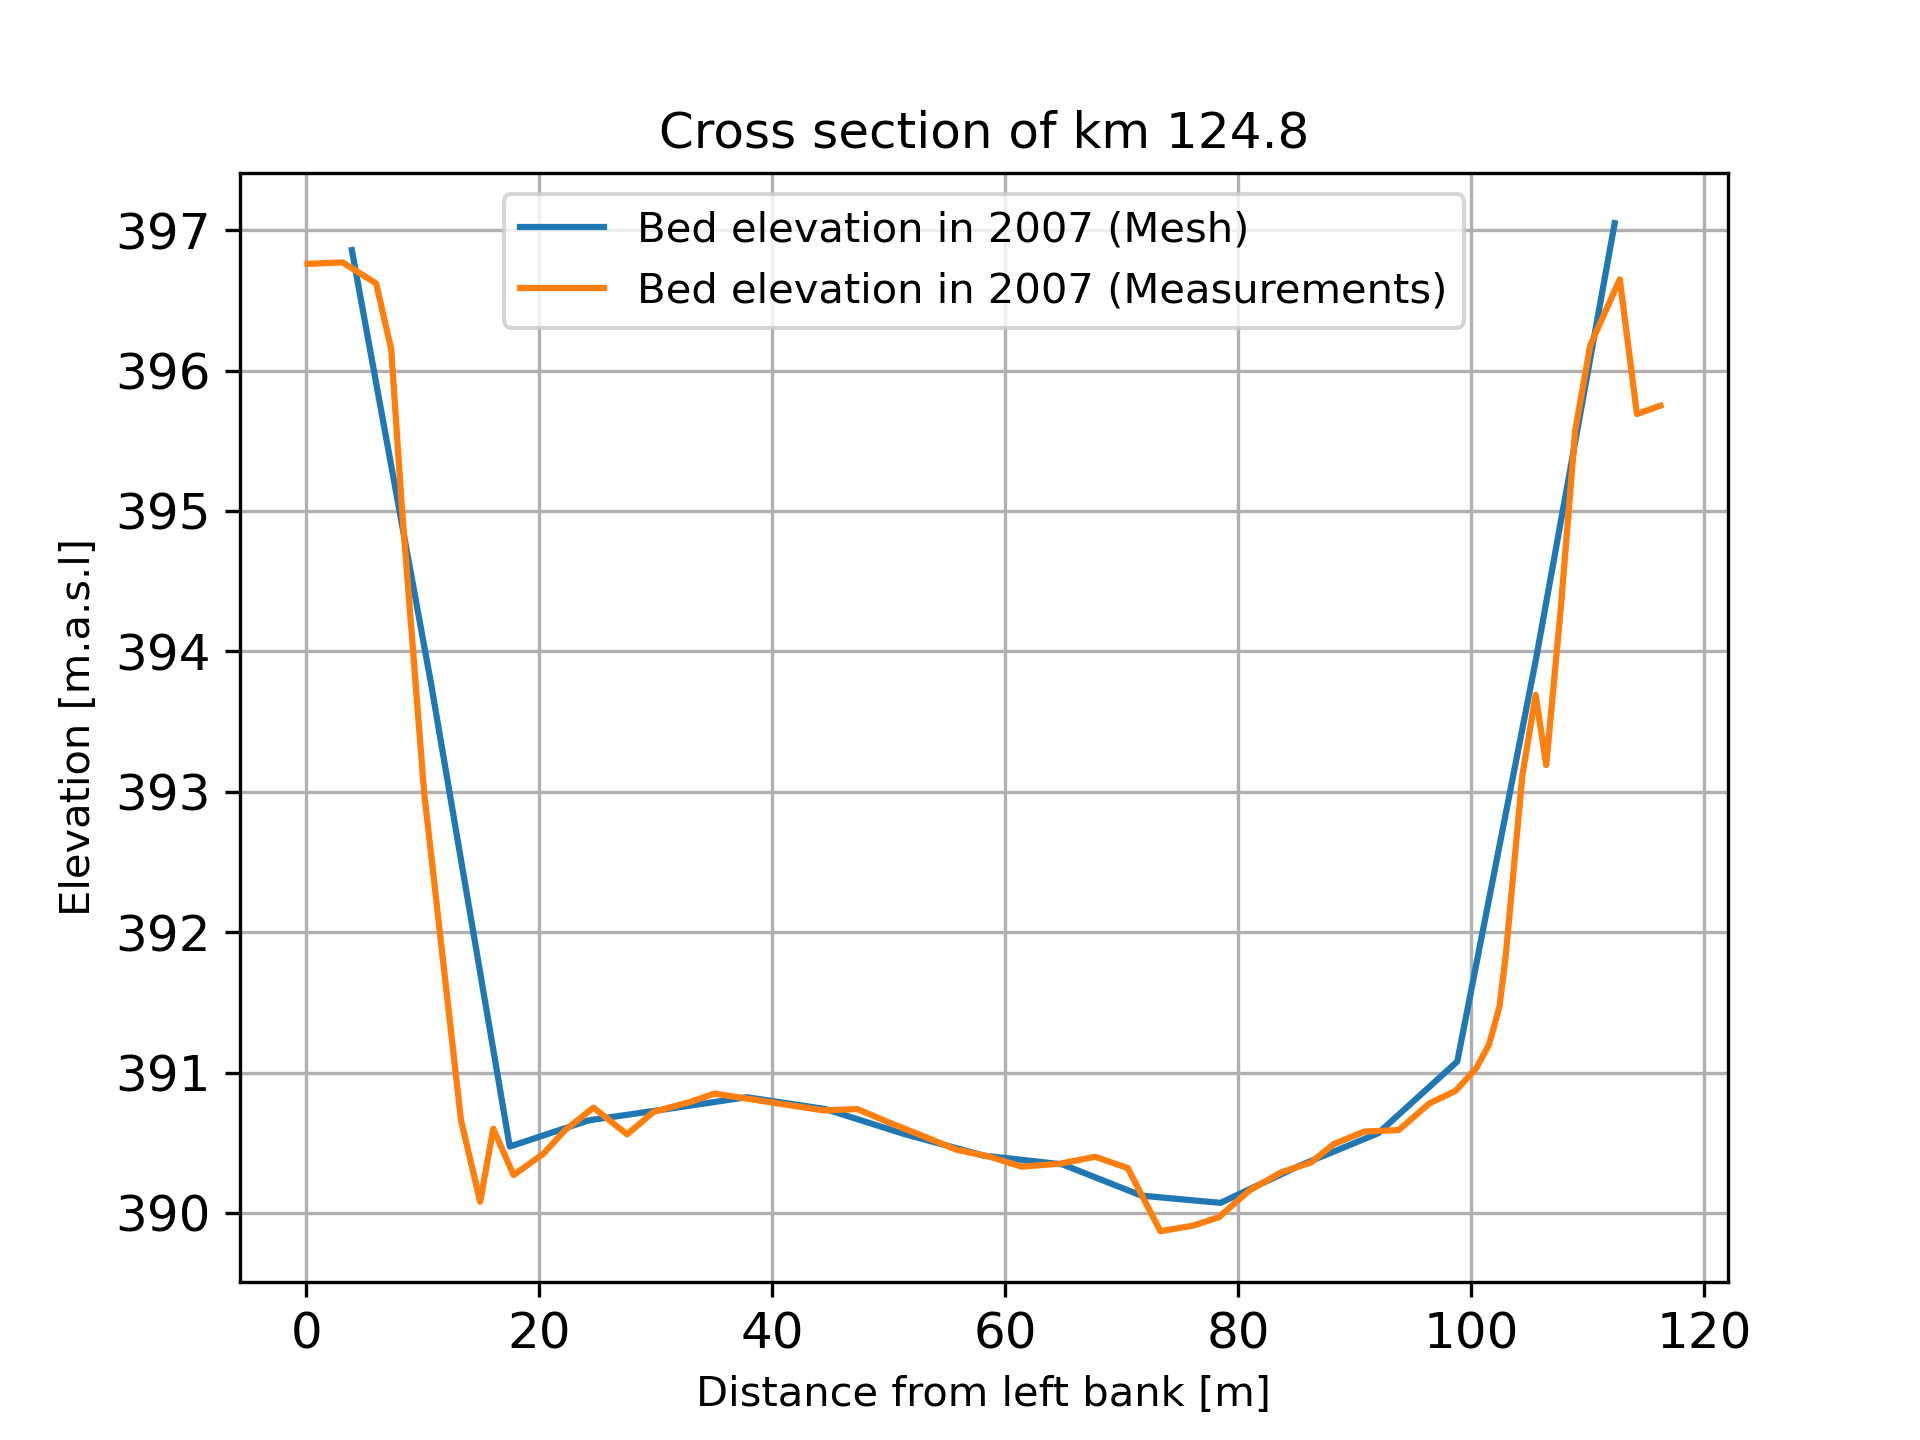 Cross section of km 124.8
Bed elevation in 2007 (Mesh)
Bed elevation in 2007 (Measurements)
397
396
395
394
393
392
391
390
Elevation [m.a.s.l]
0 20 40 60 80 100 120
Distance from left bank [m]